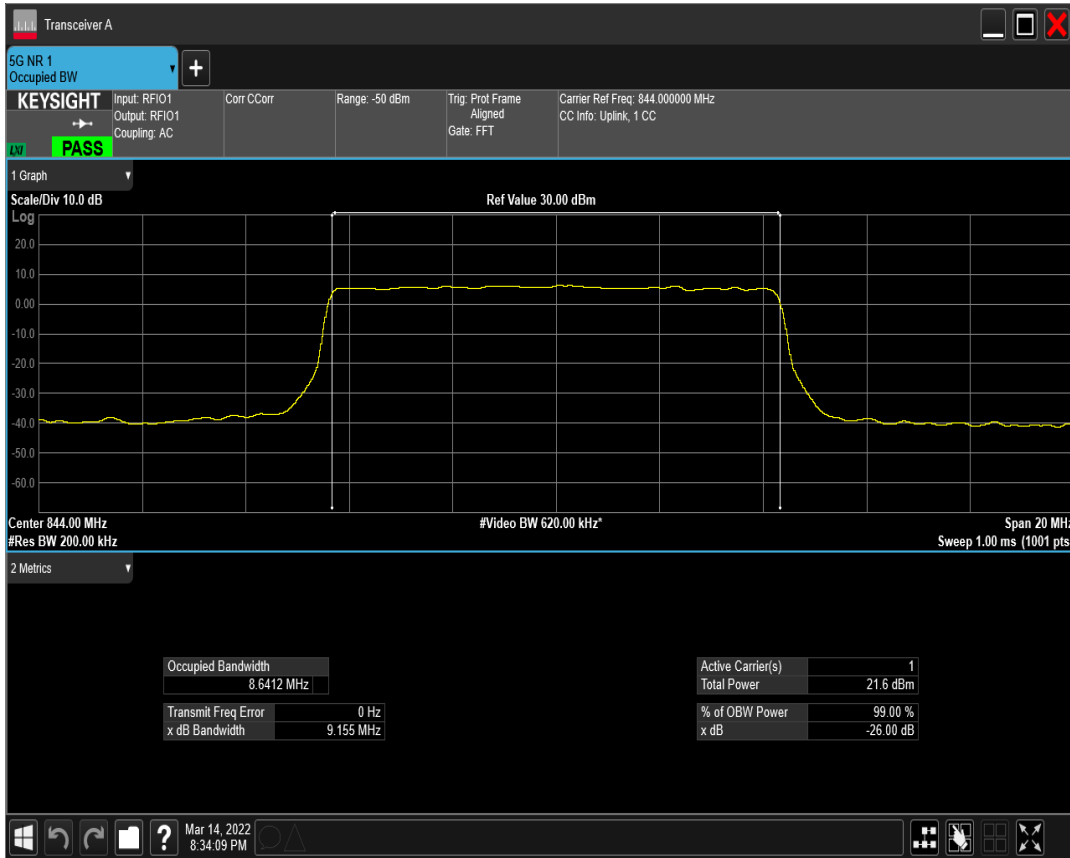 Transceiver A
5G NR 1
Occupied BW
KEYSIGHT
Input: RFIO1
Output: RFIO1
Coupling: AC
Corr CCorr
Range: -50 dBm
Trig: Prot Frame
Aligned
Gate: FFT
Carrier Ref Freq: 844.000000 MHz
CC Info: Uplink, 1 CC
LXI
PASS
1 Graph
Scale/Div 10.0 dB
Ref Value 30.00 dBm
Log
20.0
10.0
0.00
-10.0
-20.0
-30.0
-40.0
-50.0
-60.0
Center 844.00 MHz
#Video BW 620.00 kHz*
Span 20 MHz
#Res BW 200.00 kHz
Sweep 1.00 ms (1001 pts
2 Metrics
Occupied Bandwidth
8.6412 MHz
Transmit Freq Error 0 Hz
x dB Bandwidth 9.155 MHz
Active Carrier(s) 1
Total Power 21.6 dBm
% of OBW Power 99.00 %
x dB -26.00 dB
Mar 14, 2022
8:34:09 PM